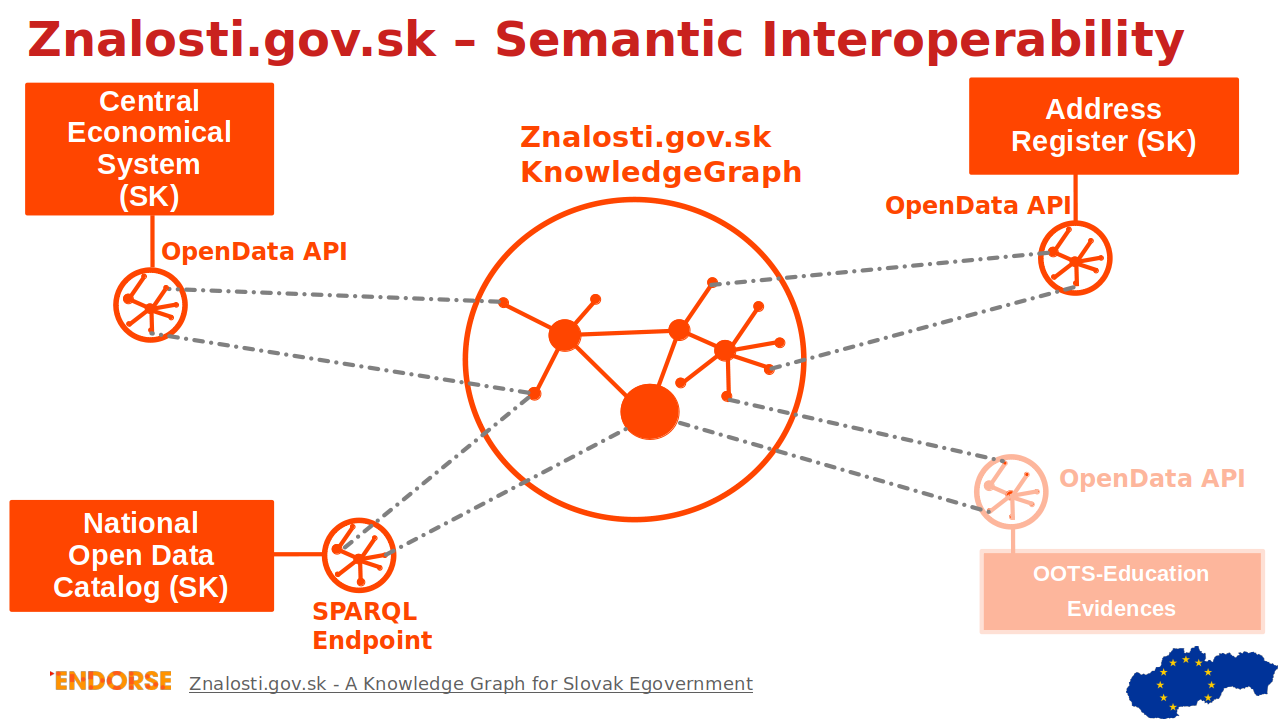 Znalosti.gov.sk – Semantic Interoperability
Central
Economical
System
(SK)
OpenData API
Znalosti.gov.sk
KnowledgeGraph
Address
Register (SK)
OpenData API
National
Open Data
Catalog (SK)
SPARQL
Endpoint
OpenData API
OOTS-Education
Evidences
ENDORSE
Znalosti.gov.sk - A Knowledge Graph for Slovak Egovernment